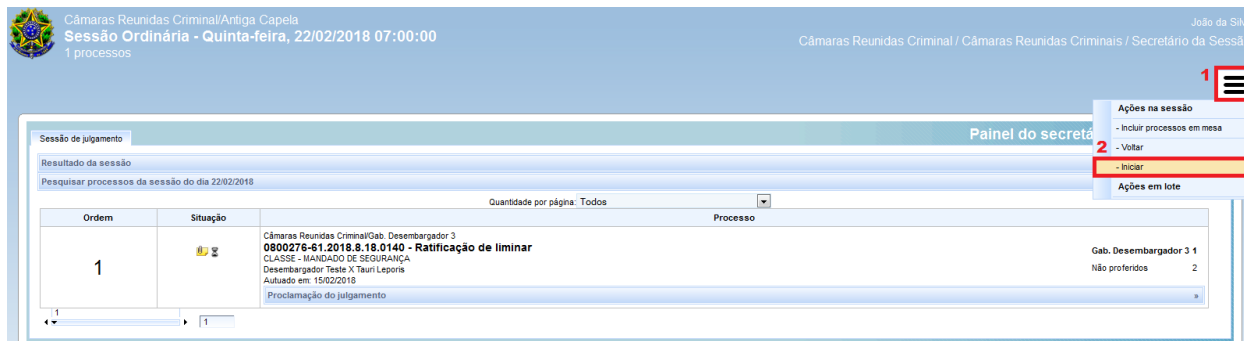 Câmaras Reunidas Criminal/Antiga Capela
Sessão Ordinária - Quinta-feira, 22/02/2018 07:00:00
1 processos
João da Silv
Câmaras Reunidas Criminal / Câmaras Reunidas Criminais / Secretário da Sessã
1
Ações na sessão
- Incluir processos em mesa
2 - Voltar
- Iniciar
Ações em lote
Sessão de julgamento
Painel do secretá
Resultado da sessão
Pesquisar processos da sessão do dia 22/02/2018
Quantidade por página: Todos
Ordem Situação Processo
1
Câmaras Reunidas Criminal/Gab. Desembargador 3
0800276-61.2018.8.18.0140 - Ratificação de liminar
CLASSE - MANDADO DE SEGURANÇA
Desembargador Teste X Tauri Leporis
Autuado em: 15/02/2018
Gab. Desembargador 3 1
Não proferidos 2
Proclamação do julgamento »
1
1